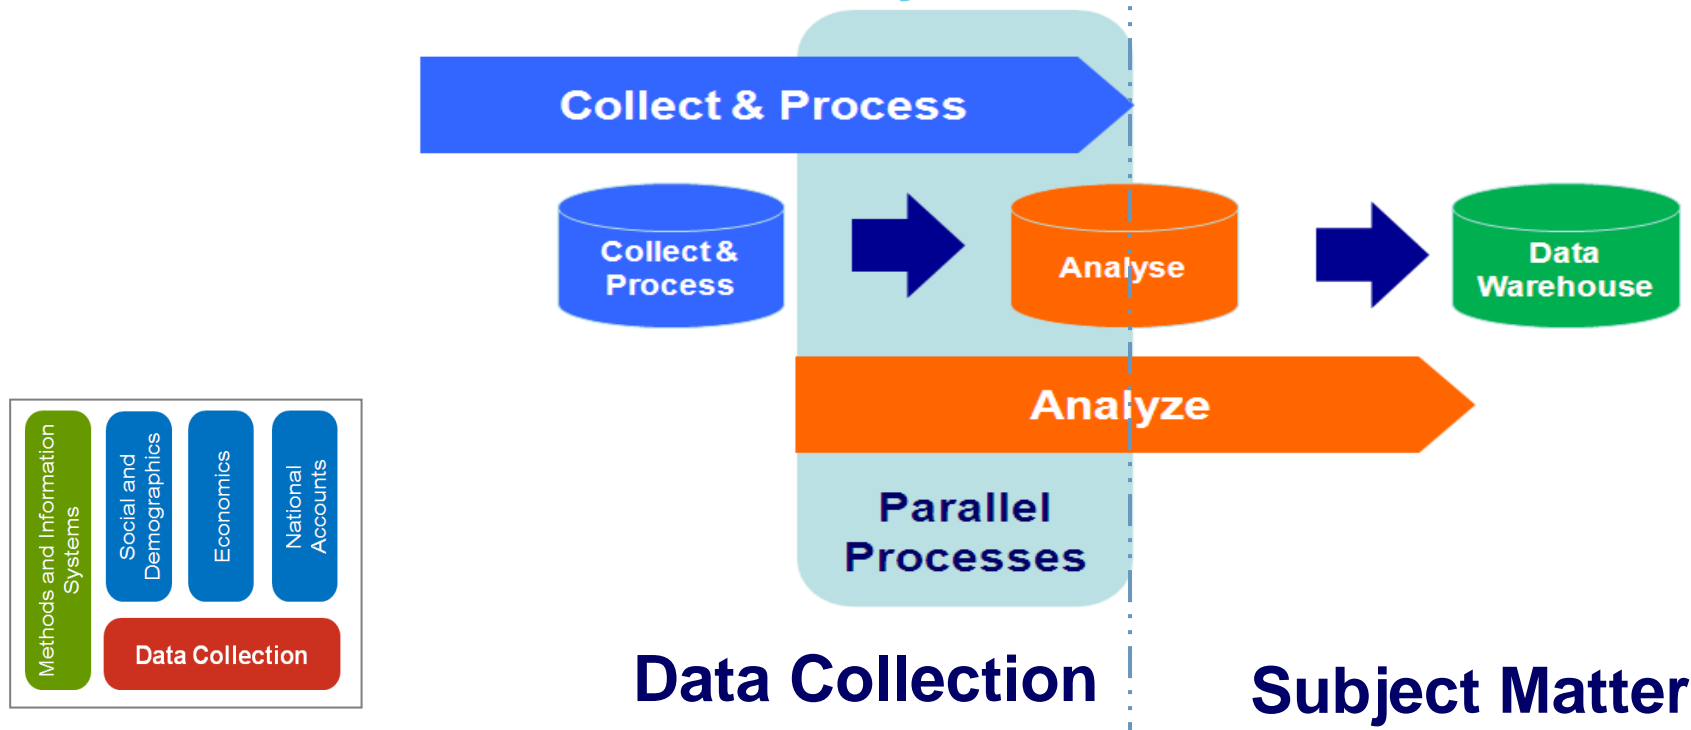 Collect & Process
Collect &
Process
Analyse
Data
Warehouse
Analyze
Parallel
Processes
Methods and Information
Systems
Social and
Demographics
Economics
National
Accounts
Data Collection
Data Collection
Subject Matter